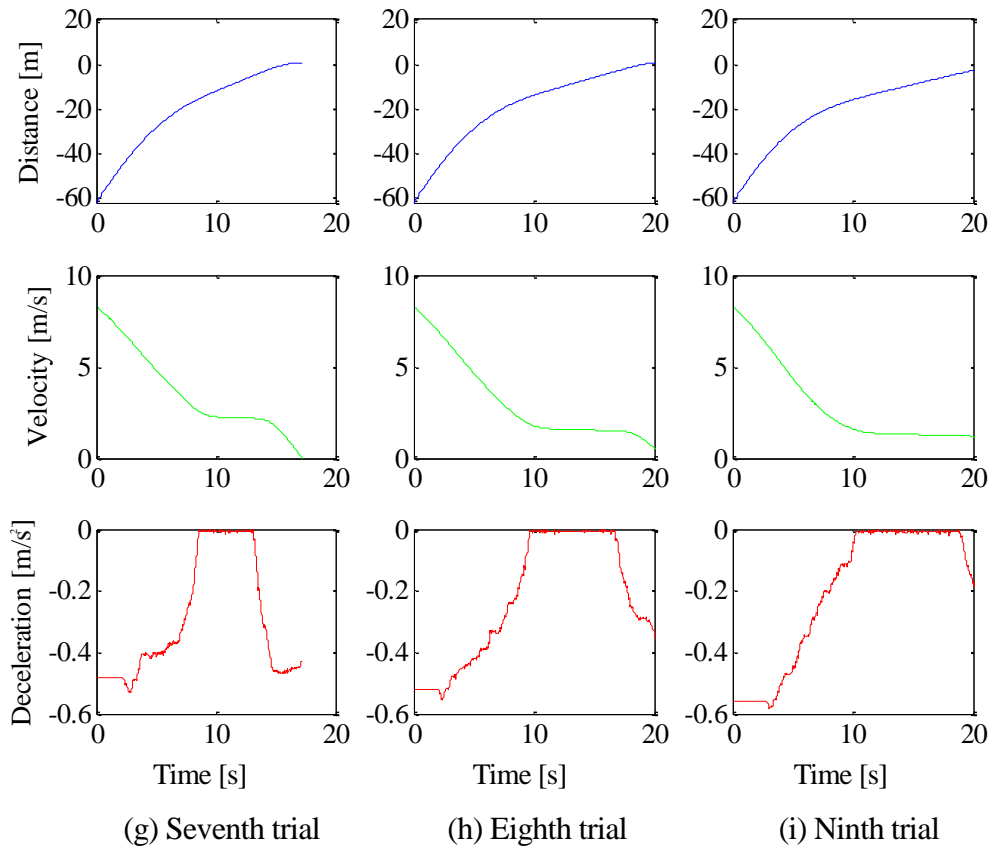 20 20 20
0 0 0
-20 -20 -20
-40 -40 -40
-60 -60 -60
0 10 20 0 10 20 0 10 20
Distance [m]
10 10 10
5 5 5
0 0 0
0 10 20 0 10 20 0 10 20
Velocity [m/s]
0 0 0
-0.2 -0.2 -0.2
-0.4 -0.4 -0.4
-0.6 -0.6 -0.6
0 10 20 0 10 20 0 10 20
Deceleration [m/s²]
Time [s] Time [s] Time [s]
(g) Seventh trial (h) Eighth trial (i) Ninth trial